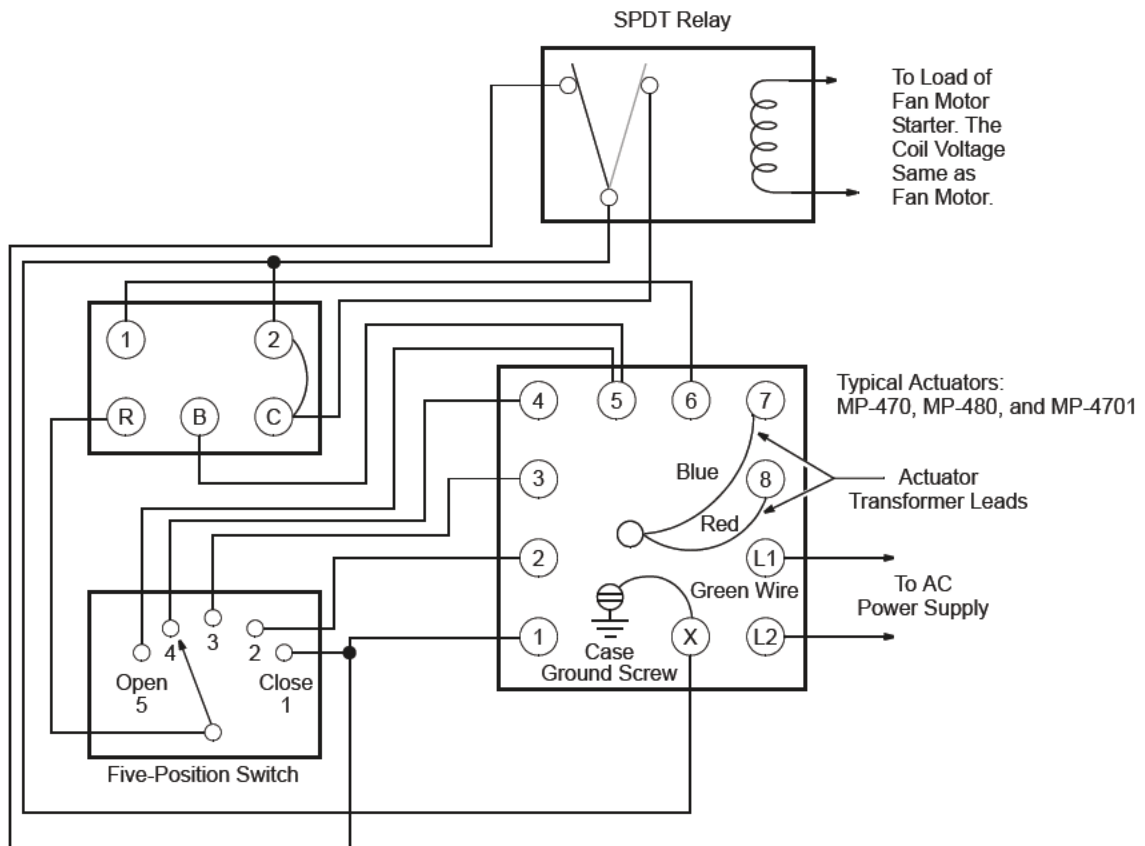 SPDT Relay
To Load of
Fan Motor
Starter. The
Coil Voltage
Same as
Fan Motor.
1
2
R
B
C
4
5
6
7
Typical Actuators:
MP-470, MP-480, and MP-4701
3
Blue
8
Actuator
Transformer Leads
Red
2
L1
Green Wire
To AC
Power Supply
1
X
L2
Case
Ground Screw
3
4
2
Open
5
Close
1
Five-Position Switch